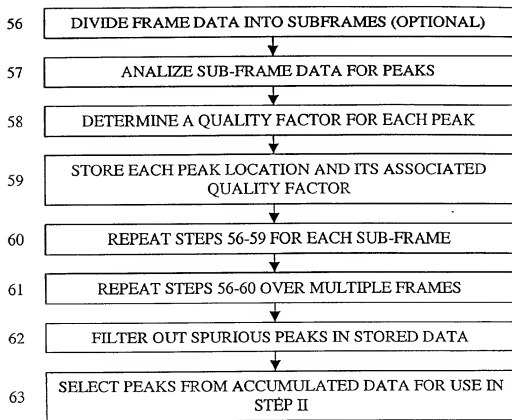 56 DIVIDE FRAME DATA INTO SUBFRAMES (OPTIONAL)
57 ANALIZE SUB-FRAME DATA FOR PEAKS
58 DETERMINE A QUALITY FACTOR FOR EACH PEAK
59 STORE EACH PEAK LOCATION AND ITS ASSOCIATED
QUALITY FACTOR
60 REPEAT STEPS 56-59 FOR EACH SUB-FRAME
61 REPEAT STEPS 56-60 OVER MULTIPLE FRAMES
62 FILTER OUT SPURIOUS PEAKS IN STORED DATA
63 SELECT PEAKS FROM ACCUMULATED DATA FOR USE IN
STEP II